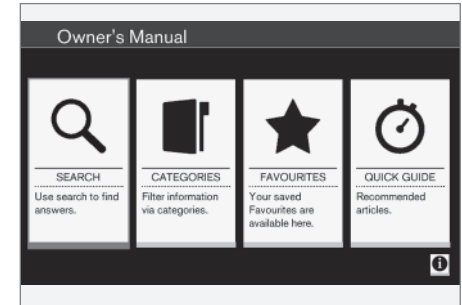 Owner's Manual
SEARCH
Use search to find
answers.
CATEGORIES
Filter information
via categories.
FAVOURITES
Your saved
Favourites are
available here.
QUICK GUIDE
Recommended
articles.
i